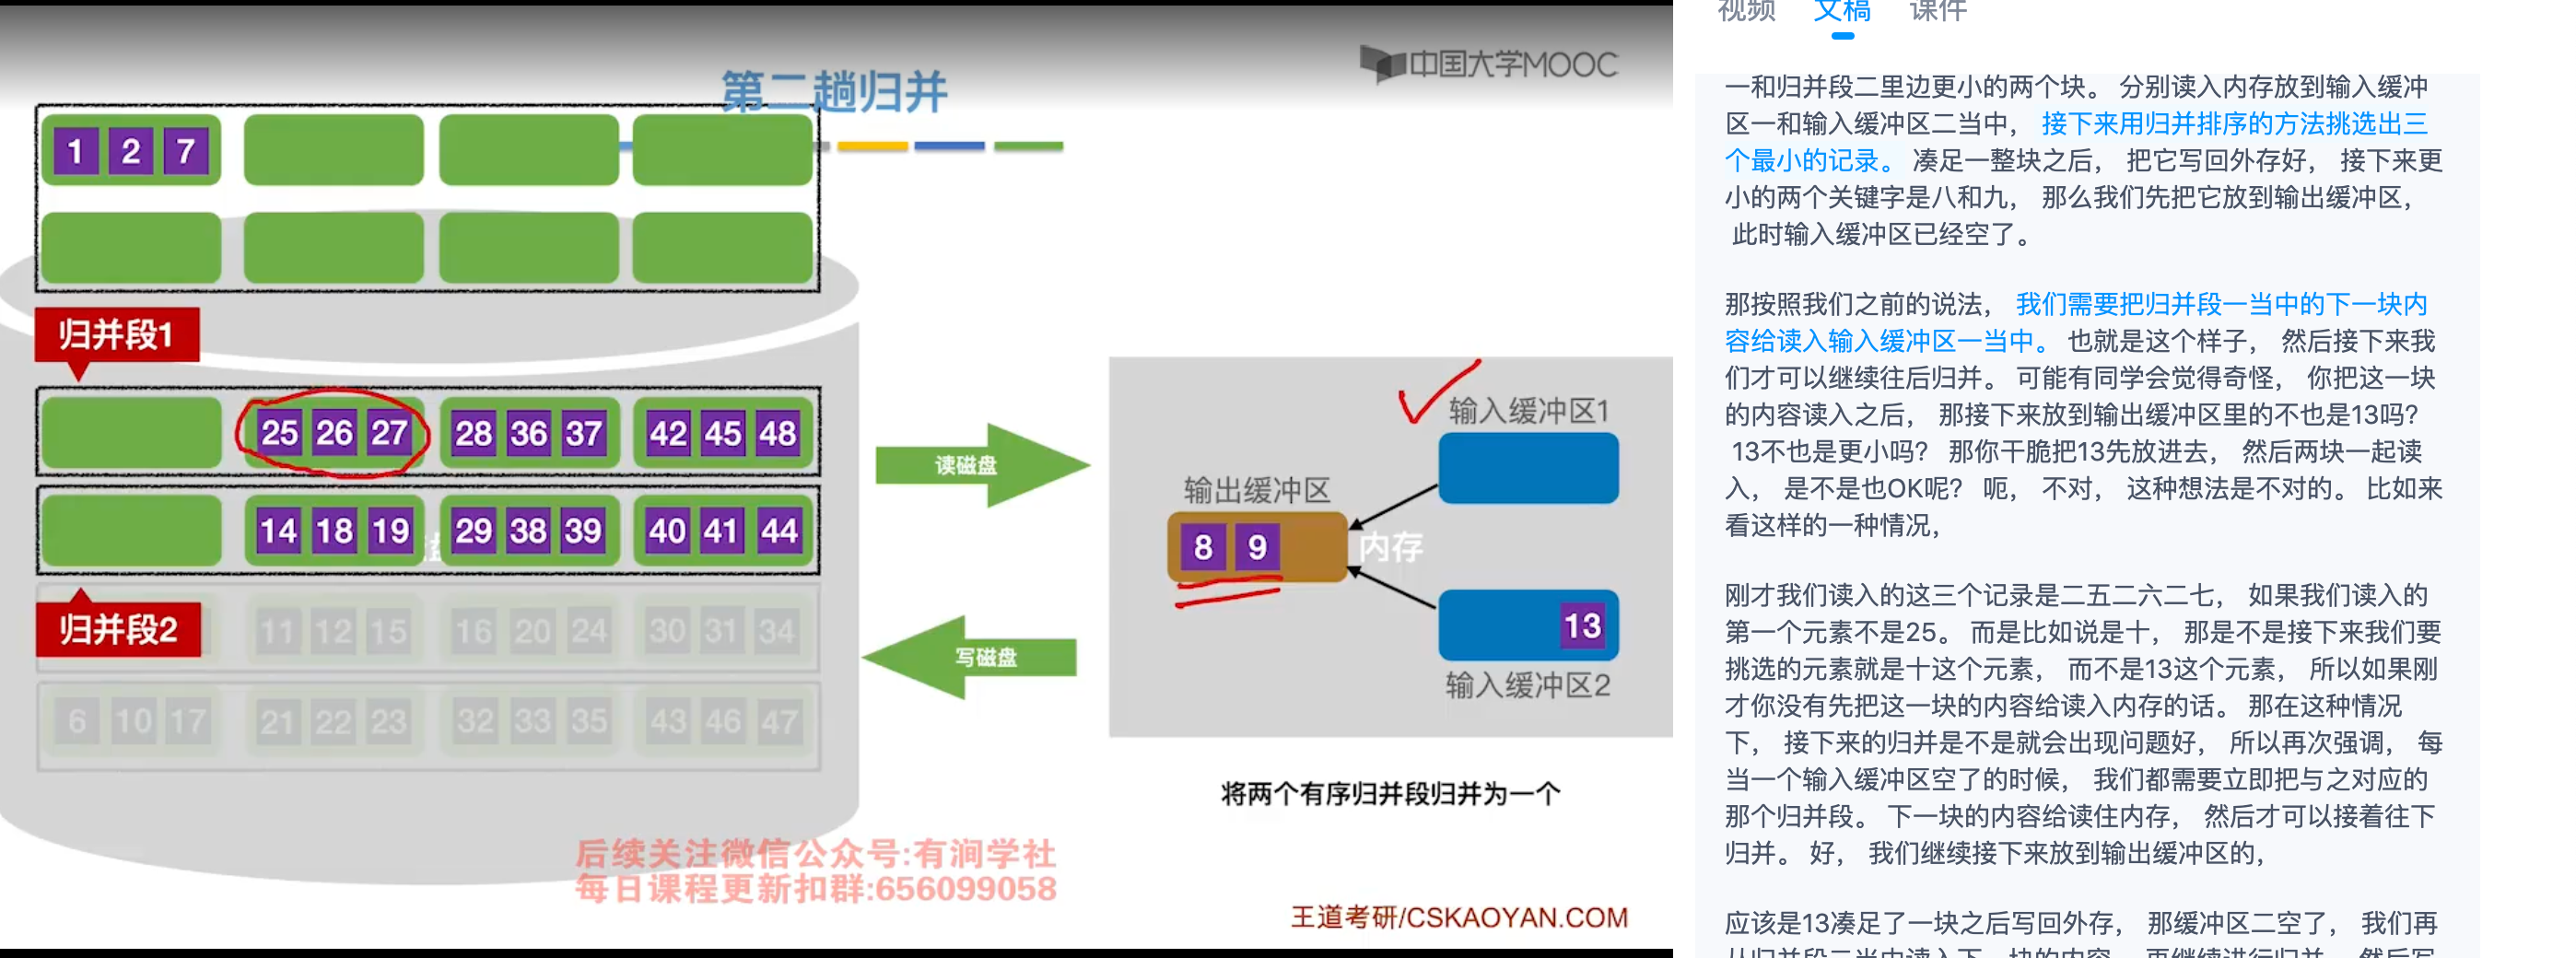 中国大学MOOC
第二趟归并
1 2 7
归并段1
25 26 27 28 36 37 42 45 48
14 18 19 29 38 39 40 41 44
归并段2
11 12 15 16 20 24 30 31 34
6 10 17 21 22 23 32 33 35 43 46 47
读磁盘
写磁盘
输入缓冲区1
输出缓冲区
8 9
内存
13
输入缓冲区2
将两个有序归并段归并为一个
后续关注微信公众号:有涧学社
每日课程更新扣群:656099058
王道考研/CSKAOYAN.COM
视频 文稿 课件
一和归并段二里边更小的两个块。 分别读入内存放到输入缓冲
区一和输入缓冲区二当中， 接下来用归并排序的方法挑选出三
个最小的记录。 凑足一整块之后， 把它写回外存好， 接下来更
小的两个关键字是八和九， 那么我们先把它放到输出缓冲区，
此时输入缓冲区已经空了。
那按照我们之前的说法， 我们需要把归并段一当中的下一块内
容给读入输入缓冲区一当中。 也就是这个样子， 然后接下来我
们才可以继续往后归并。 可能有同学会觉得奇怪， 你把这一块
的内容读入之后， 那接下来放到输出缓冲区里的不也是13吗？
13不也是更小吗？ 那你干脆把13先放进去， 然后两块一起读
入， 是不是也OK呢？ 呃， 不对， 这种想法是不对的。 比如来
看这样的一种情况，
刚才我们读入的这三个记录是二五二六二七， 如果我们读入的
第一个元素不是25。 而是比如说是十， 那是不是接下来我们要
挑选的元素就是十这个元素， 而不是13这个元素， 所以如果刚
才你没有先把这一块的内容给读入内存的话。 那在这种情况
下， 接下来的归并是不是就会出现问题好， 所以再次强调， 每
当一个输入缓冲区空了的时候， 我们都需要立即把与之对应的
那个归并段。 下一块的内容给读住内存， 然后才可以接着往下
归并。 好， 我们继续接下来放到输出缓冲区的，
应该是13凑足了一块之后写回外存， 那缓冲区二空了， 我们再
从归并段二当中读入下一块的内容， 再继续进行归并， 然后写